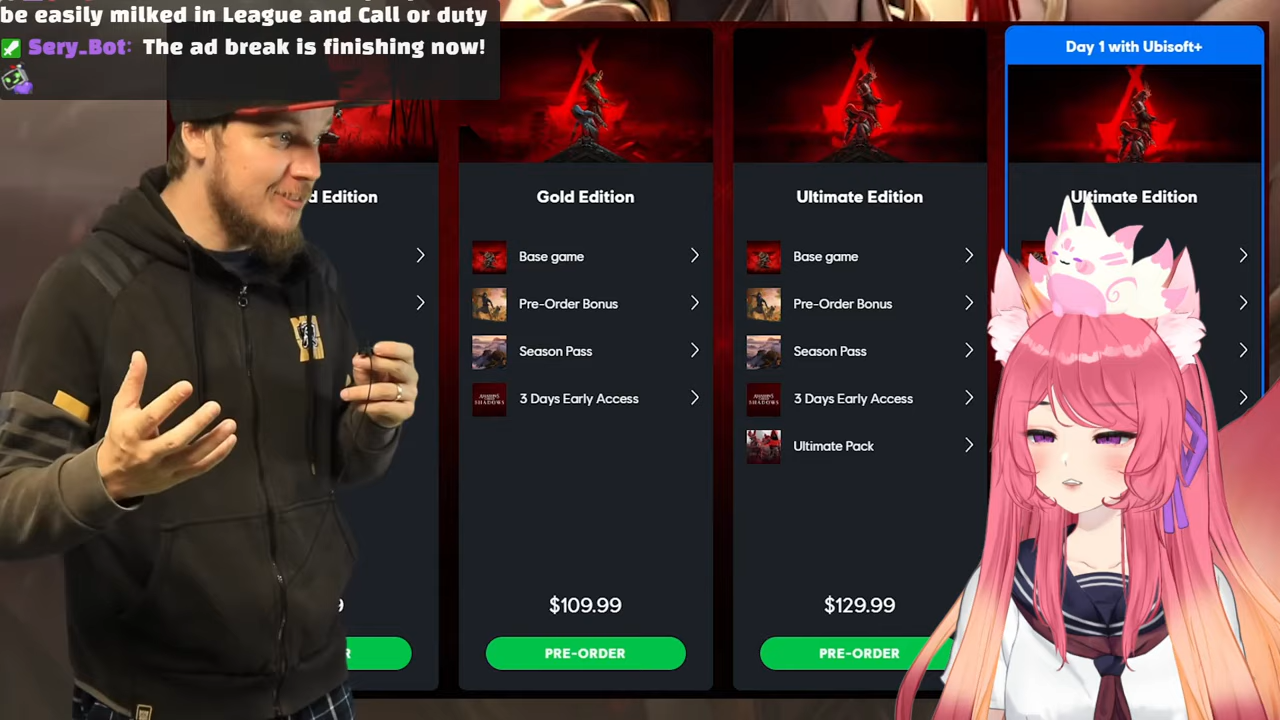 be easily milked in League and Call or duty
Sery_Bot: The ad break is finishing now!
Day 1 with Ubisoft+
d Edition
Gold Edition
Base game
Pre-Order Bonus
Season Pass
3 Days Early Access
$109.99
PRE-ORDER
Ultimate Edition
Base game
Pre-Order Bonus
Season Pass
3 Days Early Access
Ultimate Pack
$129.99
PRE-ORDER
Ultimate Edition